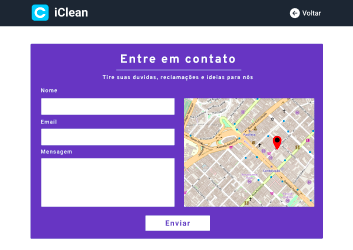 iClean
Voltar
Entre em contato
Tire suas duvidas, reclamações e ideias para nós
Nome
Email
Mensagem
Enviar